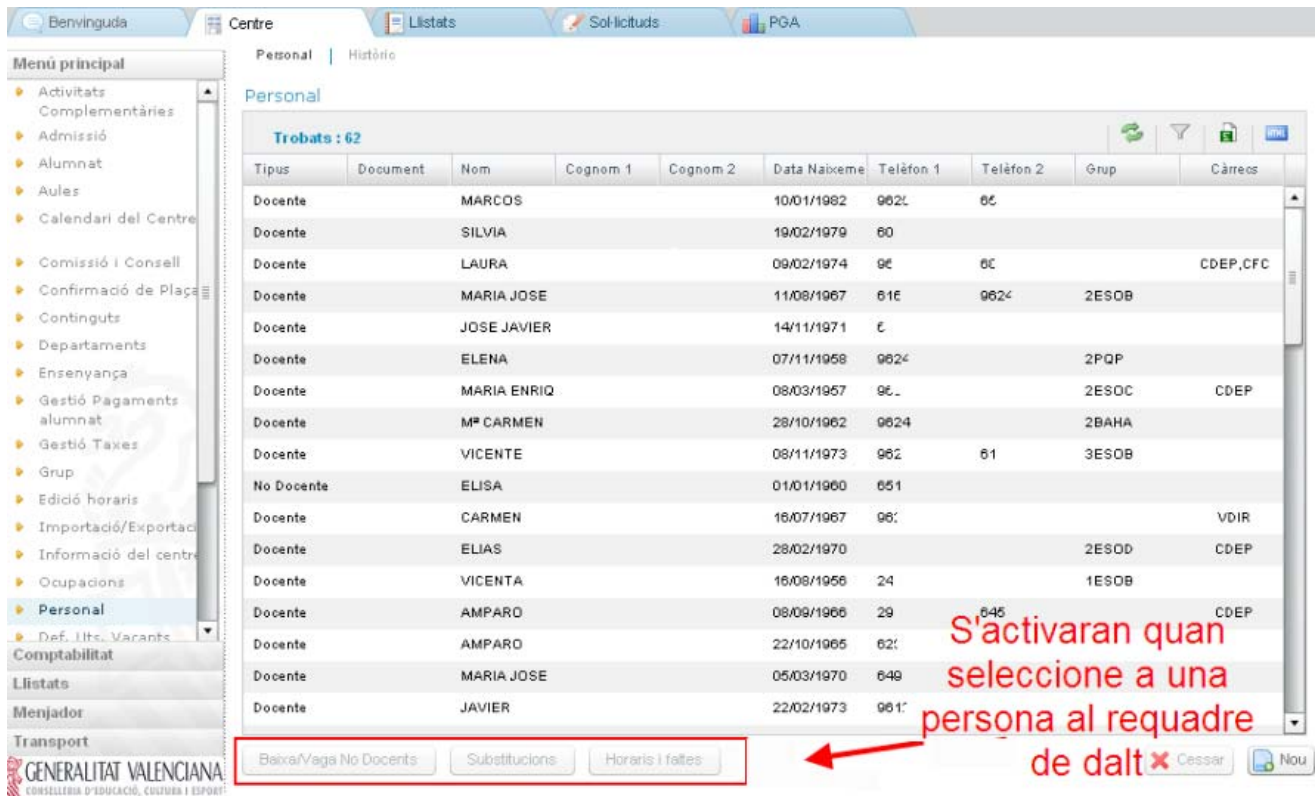 Benvinguda Centre Llistats Sol·licituds PGA
Personal | Històric
Menú principal
Activitats
Complementàries
Admissió
Alumnat
Aules
Calendari del Centre
Comissió i Consell
Confirmació de Plaça
Continguts
Departaments
Ensenyança
Gestió Pagaments
alumnat
Gestió Taxes
Grup
Edició horaris
Importació/Exportaci
Informació del centre
Ocupacions
Personal
Def. Uts. Vacants
Comptabilitat
Llistats
Menjador
Transport
GENERALITAT VALENCIANA
CONSELLERIA D'EDUCACIÓ, CULTURA I ESPORT
Personal
Trobats : 62
Tipus Document Nom Cognom 1 Cognom 2 Data Naixeme Telèfon 1 Telèfon 2 Grup Càrrecs
Docente MARCOS 10/01/1982 962
Docente SILVIA 19/02/1979 60
Docente LAURA 09/02/1974 CDEP,CFC
Docente MARIA JOSE 11/08/1967 2ESOB
Docente JOSE JAVIER 14/11/1971
Docente ELENA 07/11/1958 2PQP
Docente MARIA ENRIQ 08/03/1957 2ESOC CDEP
Docente Mª CARMEN 28/10/1962 9624 2BAHA
Docente VICENTE 08/11/1973 962 61 3ESOB
No Docente ELISA 01/01/1960 651
Docente CARMEN 16/07/1967 VDIR
Docente ELIAS 28/02/1970 2ESOD CDEP
Docente VICENTA 16/08/1956 24 1ESOB
Docente AMPARO 08/09/1966 29 645 CDEP
Docente AMPARO 22/10/1965
Docente MARIA JOSE 05/03/1970 649
Docente JAVIER 22/02/1973
S'activaran quan
seleccione a una
persona al requadre
de dalt
Baixa/Vaga No Docents Substitucions Horaris i faltes Cessar Nou